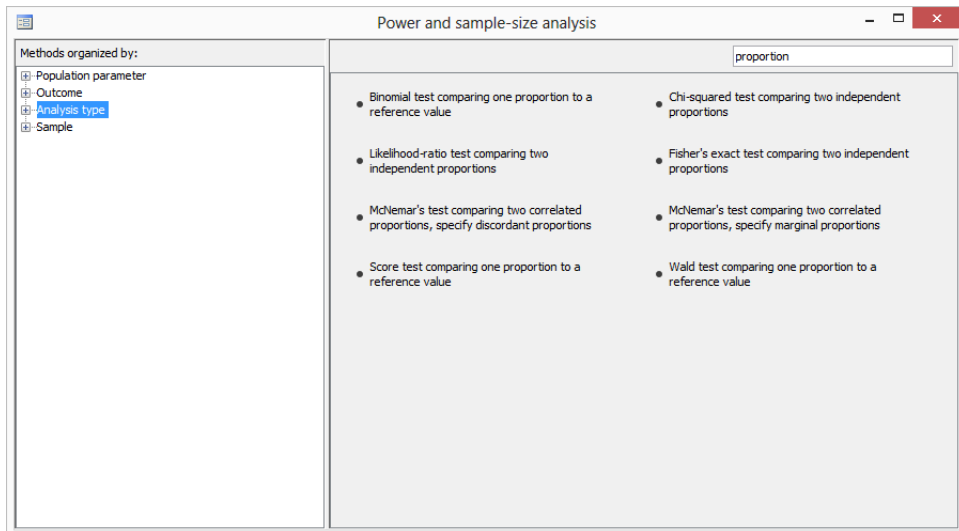 Power and sample-size analysis
Methods organized by:
proportion
Population parameter
Outcome
Analysis type
Sample
Binomial test comparing one proportion to a
reference value
Chi-squared test comparing two independent
proportions
Likelihood-ratio test comparing two
independent proportions
Fisher's exact test comparing two independent
proportions
McNemar's test comparing two correlated
proportions, specify discordant proportions
McNemar's test comparing two correlated
proportions, specify marginal proportions
Score test comparing one proportion to a
reference value
Wald test comparing one proportion to a
reference value